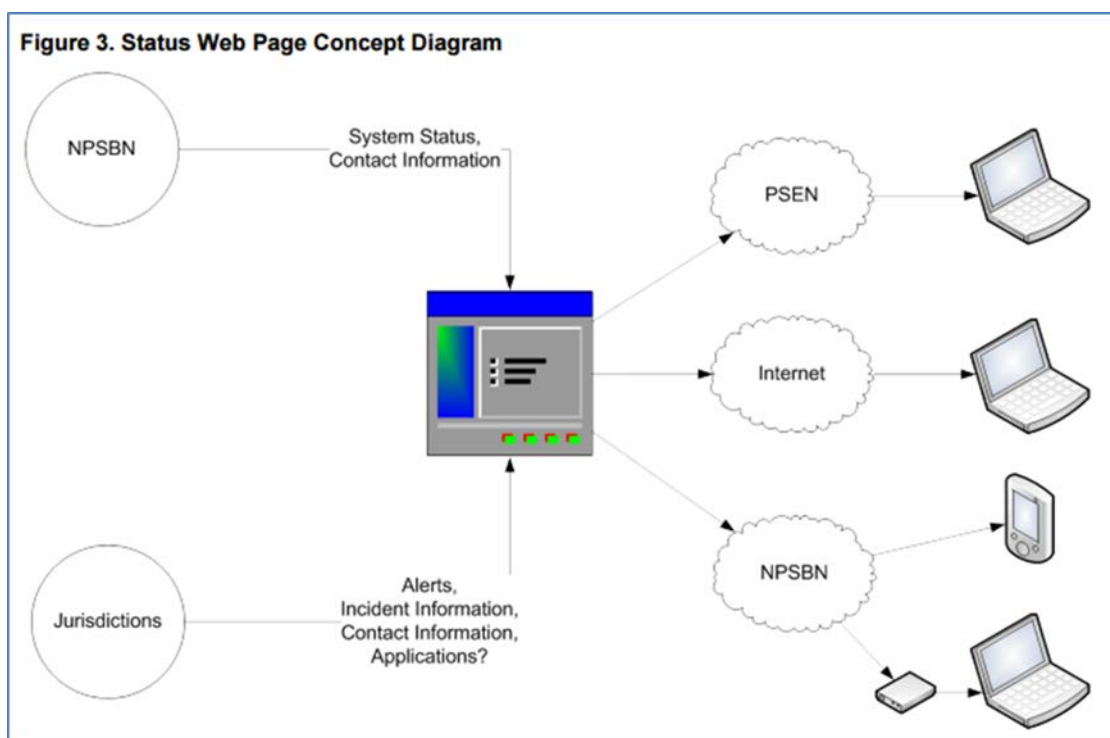 Figure 3. Status Web Page Concept Diagram
NPSBN
System Status,
Contact Information
PSEN
Internet
NPSBN
Jurisdictions
Alerts,
Incident Information,
Contact Information,
Applications?